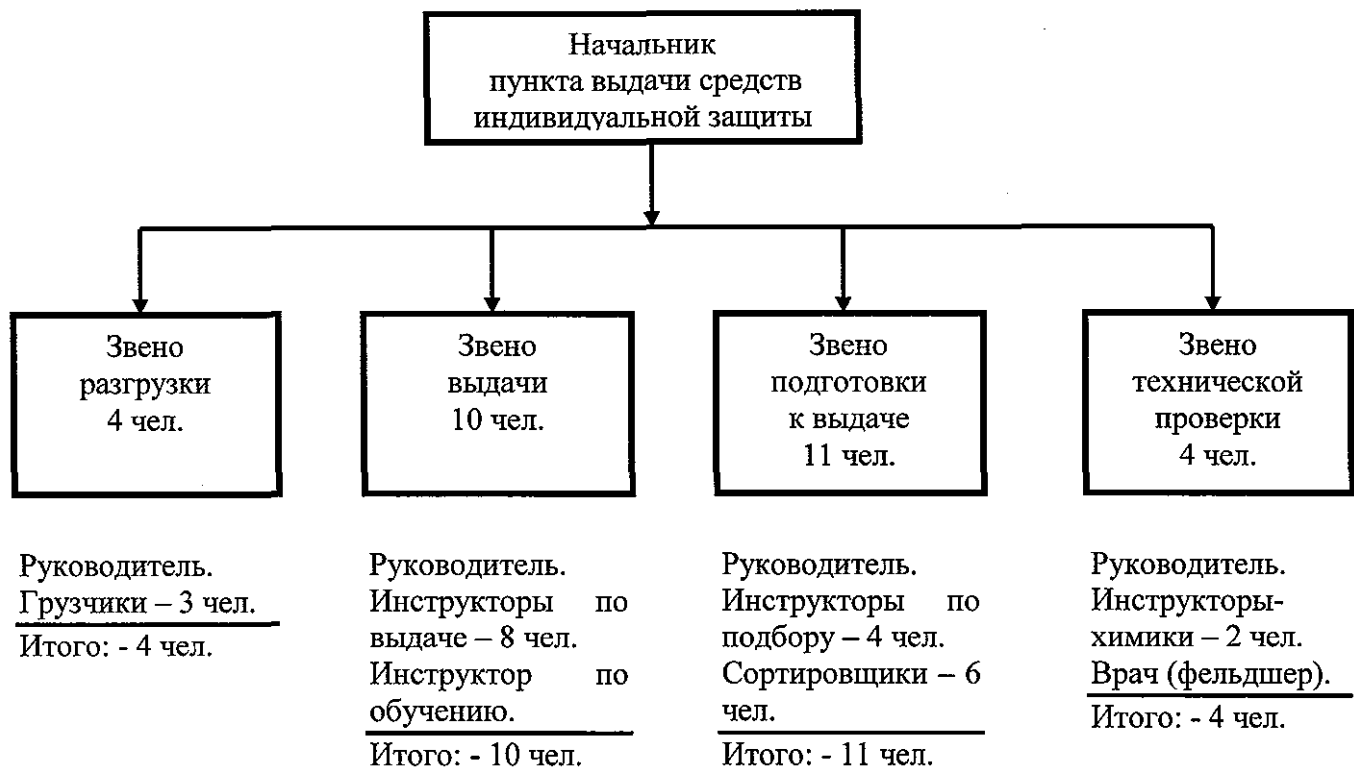 Начальник
пункта выдачи средств
индивидуальной защиты
Звено
разгрузки
4 чел.
Звено
выдачи
10 чел.
Звено
подготовки
к выдаче
11 чел.
Звено
технической
проверки
4 чел.
Руководитель.
Грузчики – 3 чел.
Итого: - 4 чел.
Руководитель.
Инструкторы по
выдаче – 8 чел.
Инструктор по
обучению.
Итого: - 10 чел.
Руководитель.
Инструкторы по
подбору – 4 чел.
Сортировщики – 6
чел.
Итого: - 11 чел.
Руководитель.
Инструкторы-
химики – 2 чел.
Врач (фельдшер).
Итого: - 4 чел.